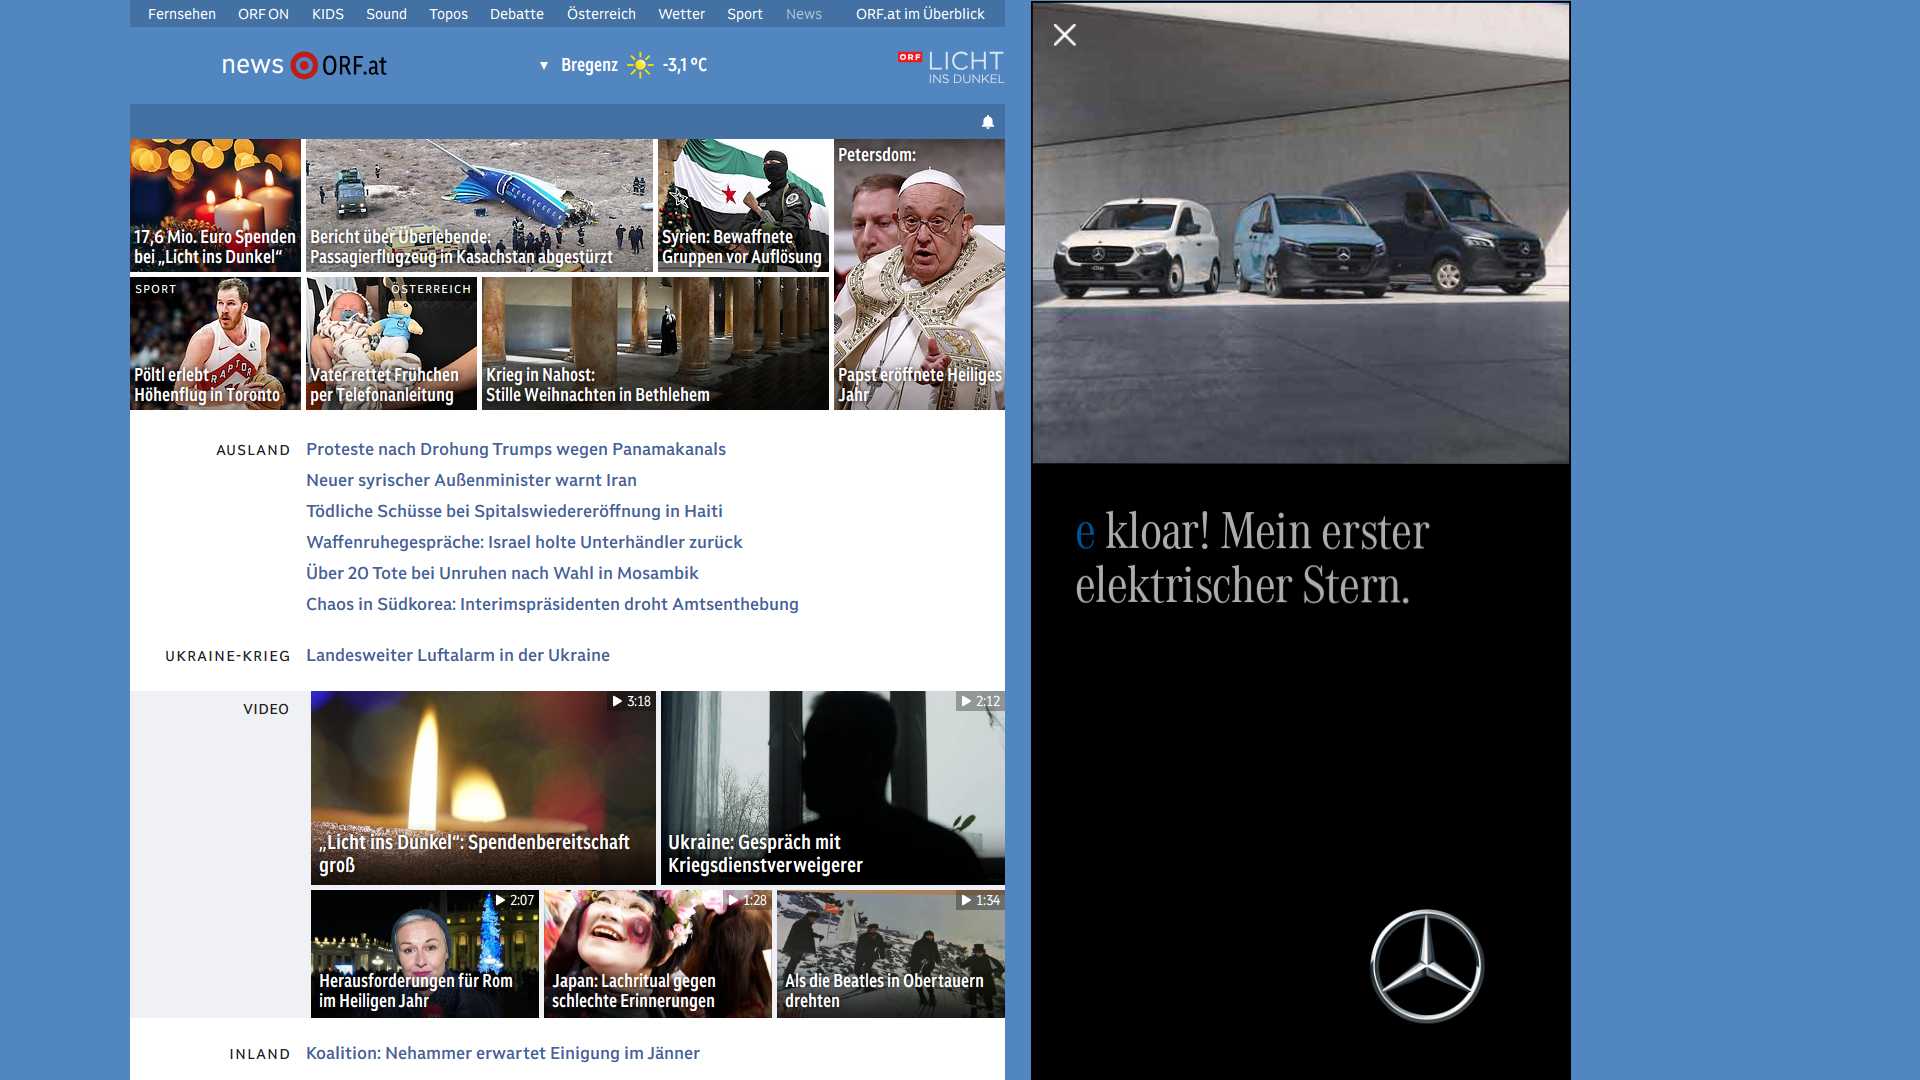 Fernsehen ORF ON KIDS Sound Topos Debatte Österreich Wetter Sport News ORF.at im Überblick
news ORF.at
▼ Bregenz -3,1 °C
ORF LICHT
INS DUNKEL
17,6 Mio. Euro Spenden
bei „Licht ins Dunkel“
Bericht über Überlebende:
Passagierflugzeug in Kasachstan abgestürzt
Syrien: Bewaffnete
Gruppen vor Auflösung
Petersdom:
Papst eröffnete Heiliges
Jahr
SPORT
Pöltl erlebt
Höhenflug in Toronto
ÖSTERREICH
Vater rettet Frühchen
per Telefonanleitung
Krieg in Nahost:
Stille Weihnachten in Bethlehem
AUSLAND
Proteste nach Drohung Trumps wegen Panamakanals
Neuer syrischer Außenminister warnt Iran
Tödliche Schüsse bei Spitalswiedereröffnung in Haiti
Waffenruhegespräche: Israel holte Unterhändler zurück
Über 20 Tote bei Unruhen nach Wahl in Mosambik
Chaos in Südkorea: Interimspräsidenten droht Amtsenthebung
UKRAINE-KRIEG
Landesweiter Luftalarm in der Ukraine
VIDEO
3:18
„Licht ins Dunkel“: Spendenbereitschaft
groß
2:12
Ukraine: Gespräch mit
Kriegsdienstverweigerer
2:07
Herausforderungen für Rom
im Heiligen Jahr
1:28
Japan: Lachritual gegen
schlechte Erinnerungen
1:34
Als die Beatles in Obertauern
drehten
INLAND
Koalition: Nehammer erwartet Einigung im Jänner
e kloar! Mein erster
elektrischer Stern.